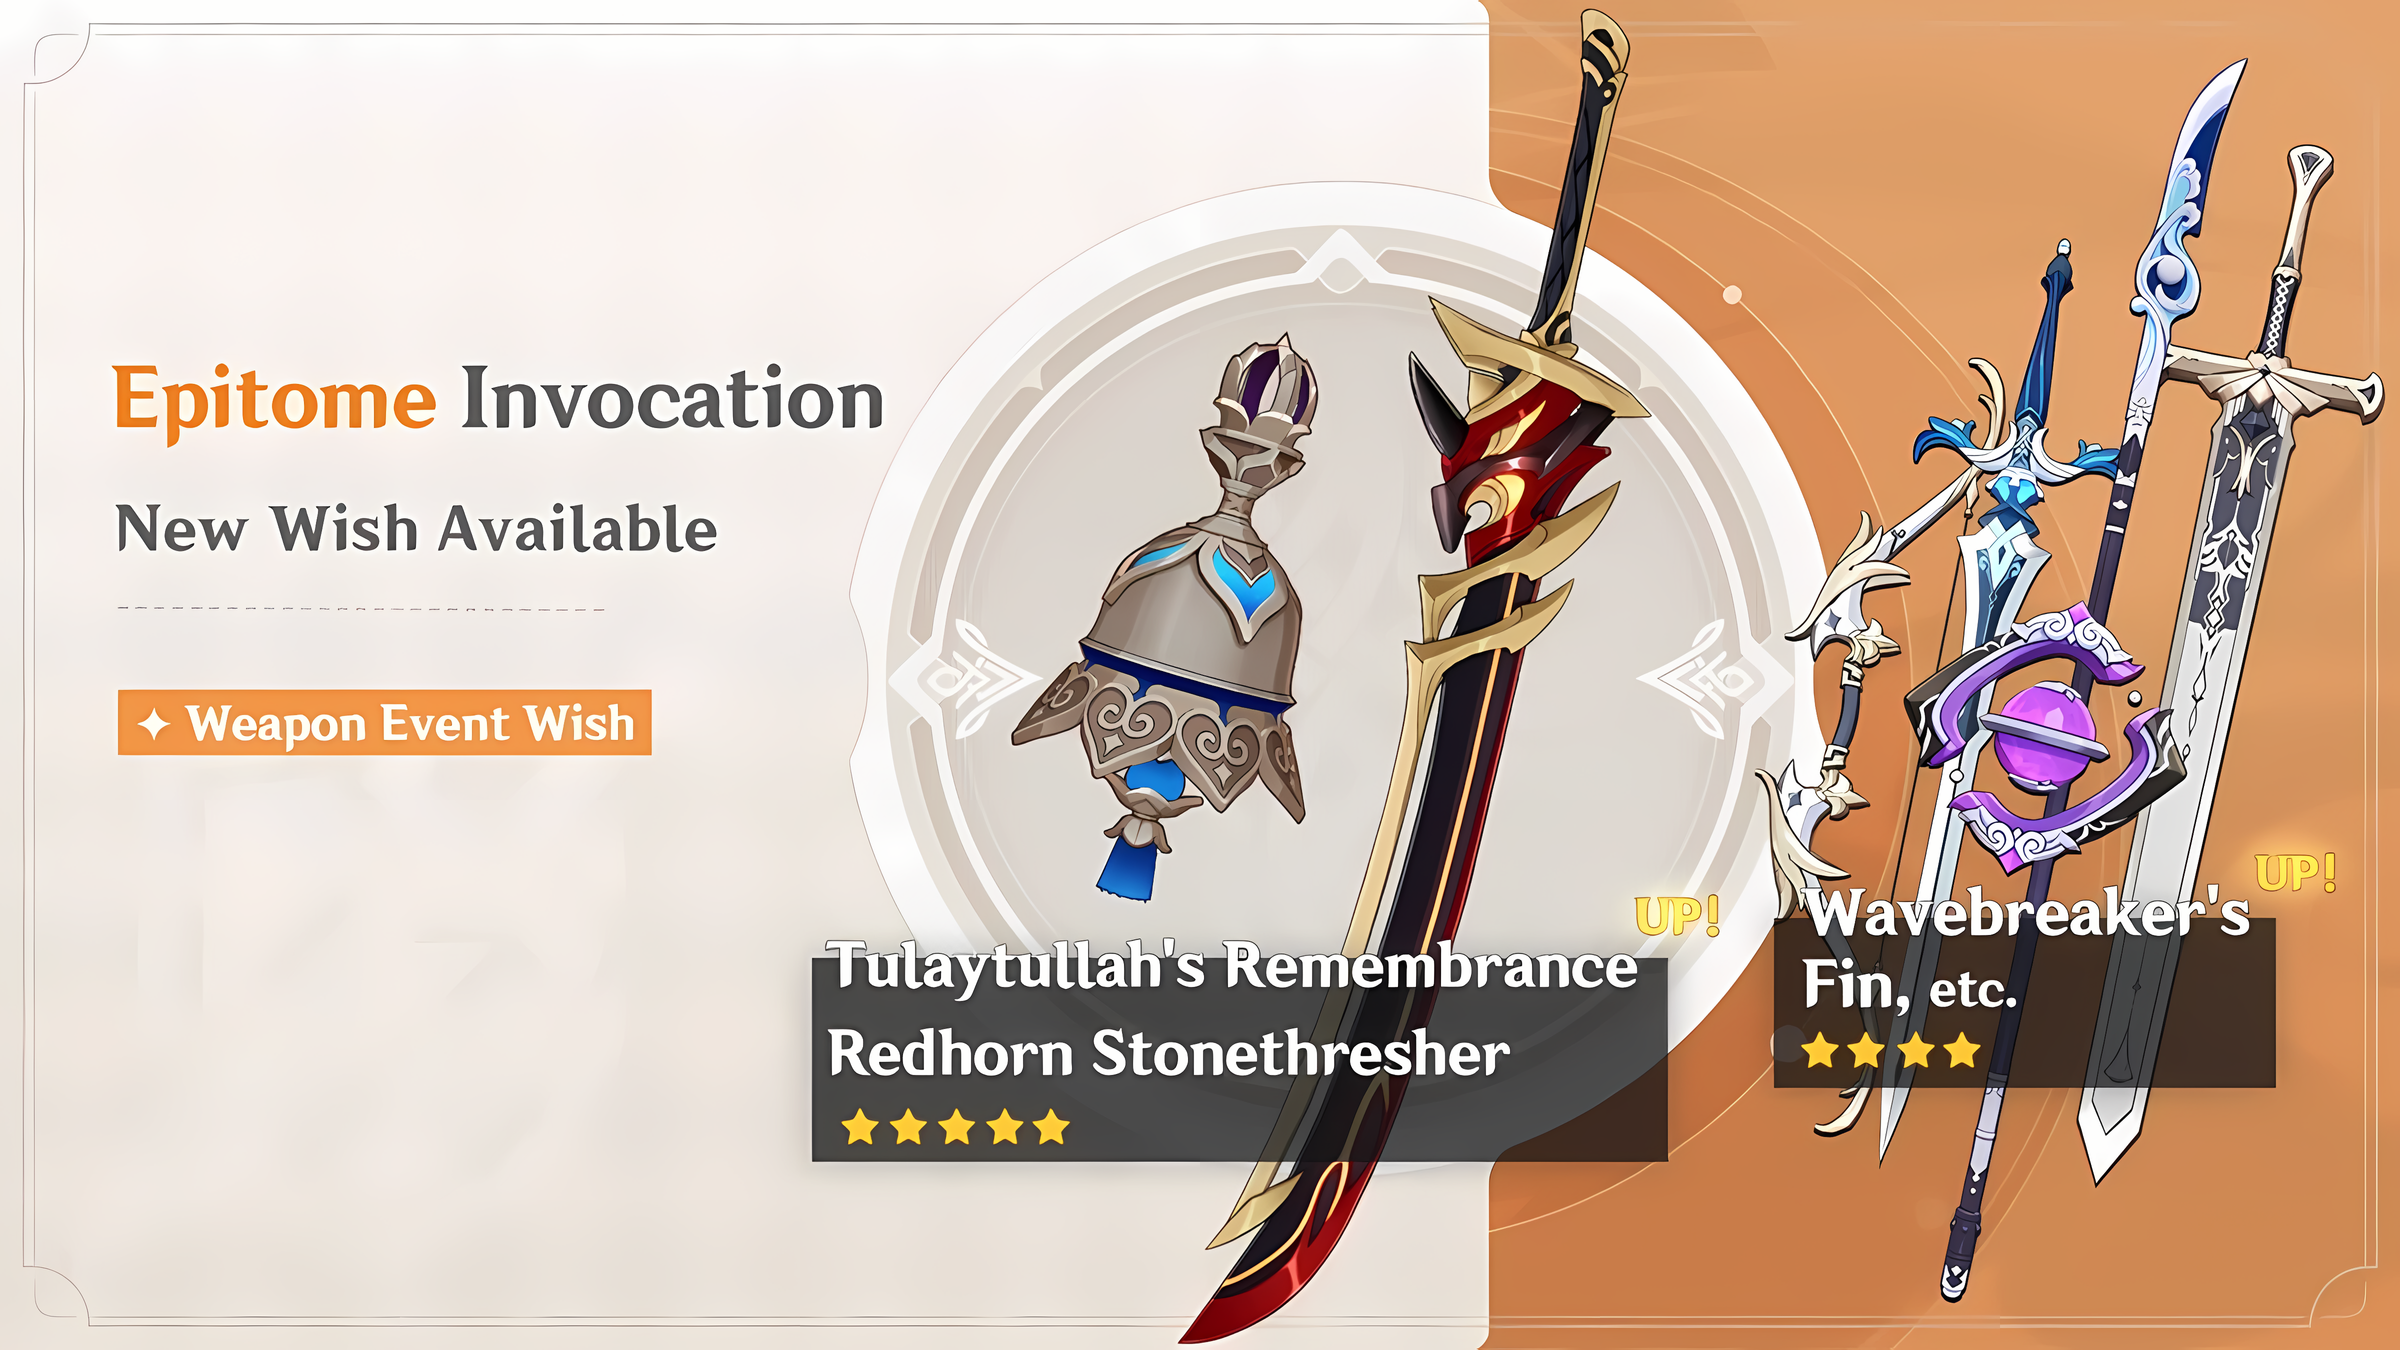 Epitome Invocation
New Wish Available
Weapon Event Wish
UP!
Tulaytullah's Remembrance
Redhorn Stonethresher
UP!
Wavebreaker's
Fin, etc.